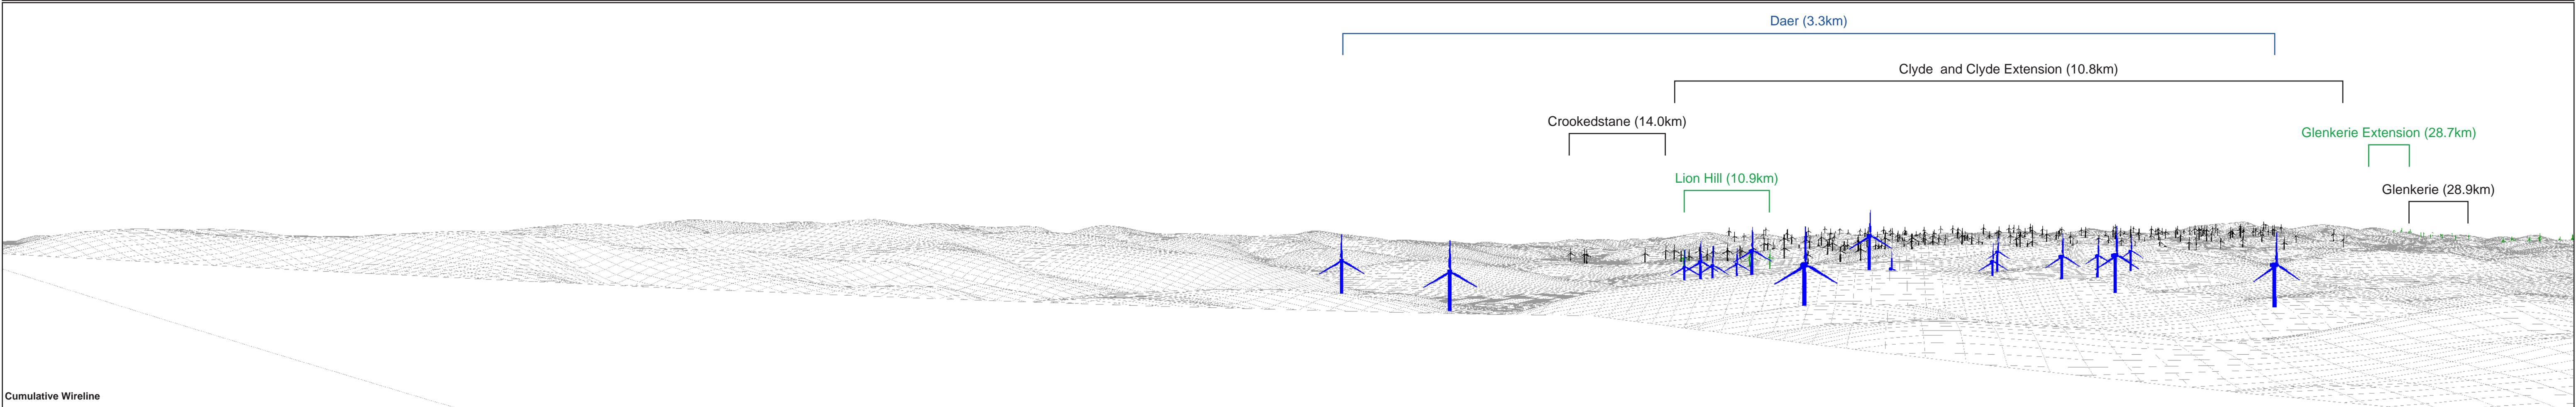 Daer (3.3km)
Clyde  and Clyde Extension (10.8km)
Crookedstane (14.0km)
Glenkerie Extension (28.7km)
Lion Hill (10.9km)
Glenkerie (28.9km)
Cumulative Wireline